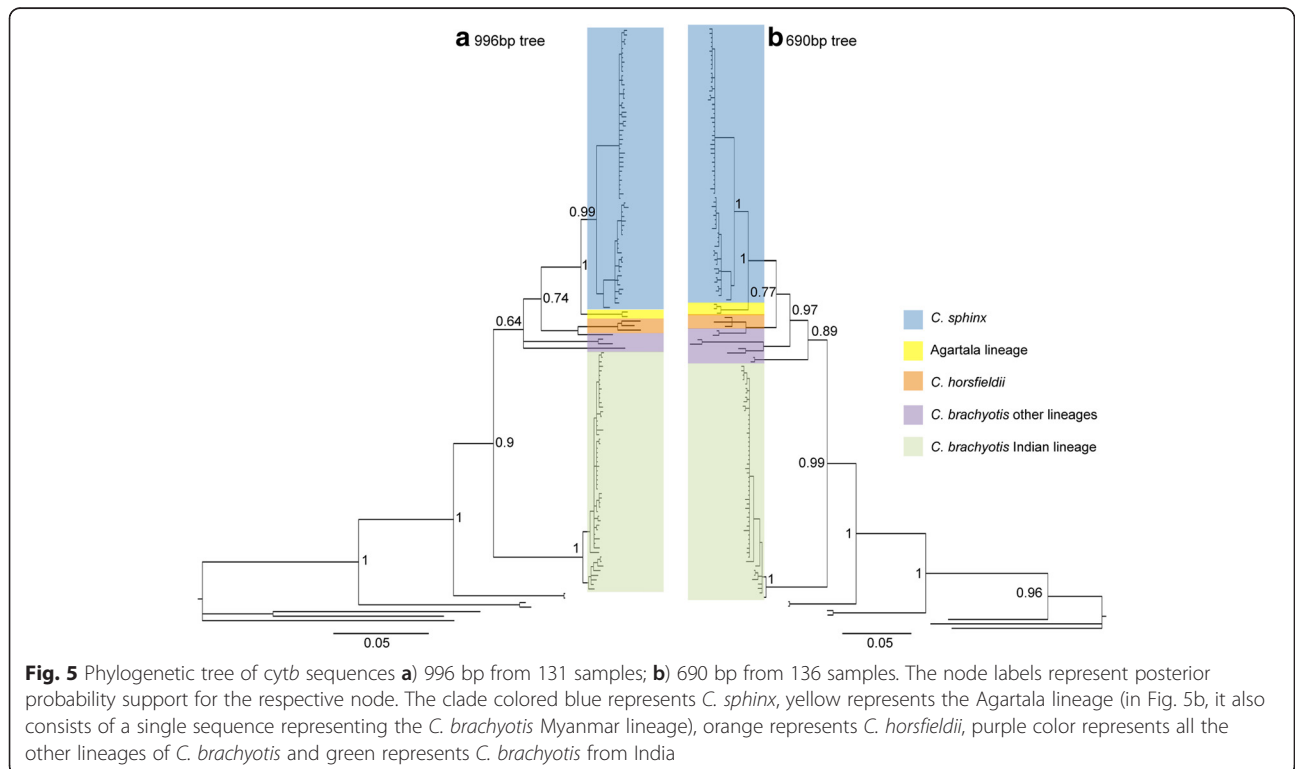 a 996bp tree
b 690bp tree
0.99
1
0.74
0.64
0.9
1
1
1
1
1
0.77
0.97
0.89
0.99
1
1
1
0.96
C. sphinx
Agartala lineage
C. horsfieldii
C. brachyotis other lineages
C. brachyotis Indian lineage
0.05
0.05
Fig. 5 Phylogenetic tree of cytb sequences a) 996 bp from 131 samples; b) 690 bp from 136 samples. The node labels represent posterior
probability support for the respective node. The clade colored blue represents C. sphinx, yellow represents the Agartala lineage (in Fig. 5b, it also
consists of a single sequence representing the C. brachyotis Myanmar lineage), orange represents C. horsfieldii, purple color represents all the
other lineages of C. brachyotis and green represents C. brachyotis from India